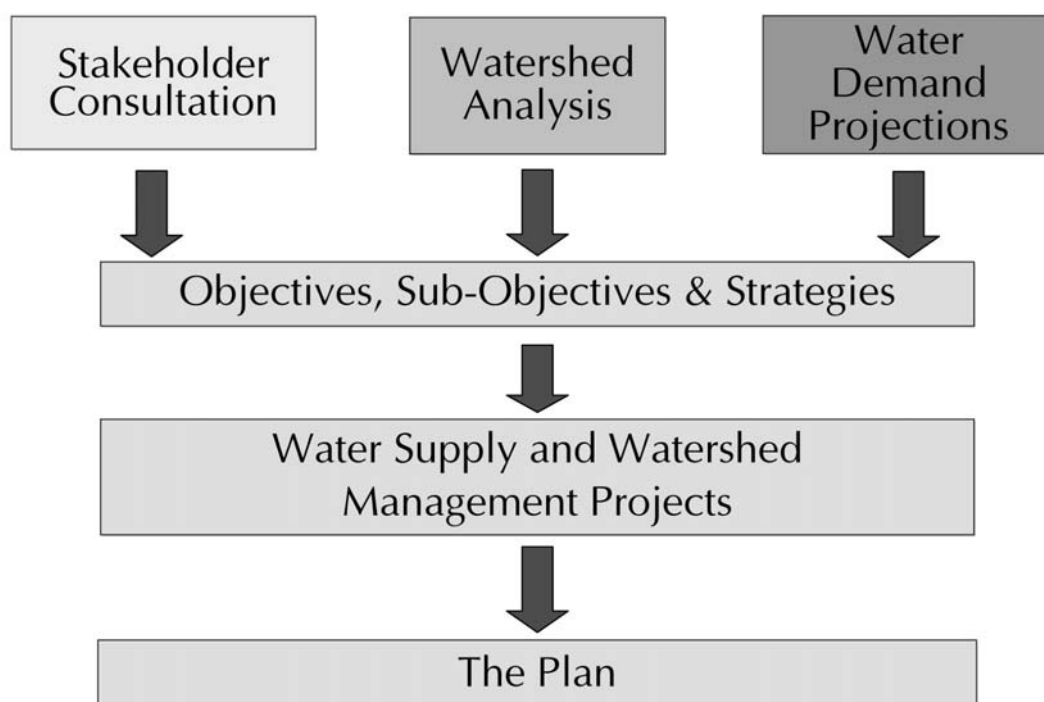 Stakeholder
Consultation
Watershed
Analysis
Water
Demand
Projections
Objectives, Sub-Objectives & Strategies
Water Supply and Watershed
Management Projects
The Plan